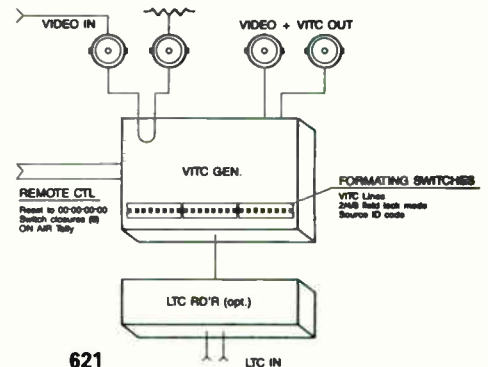 VIDEO IN
VIDEO + VITC OUT
VITC GEN.
REMOTE CTL
Reset to 00-00-00-00
Switch closures (8)
ON AIR Tally
FORMATING SWITCHES
VITC Lines
2/4/8 field lock mode
Source ID code
LTC RD'R (opt.)
621
LTC IN